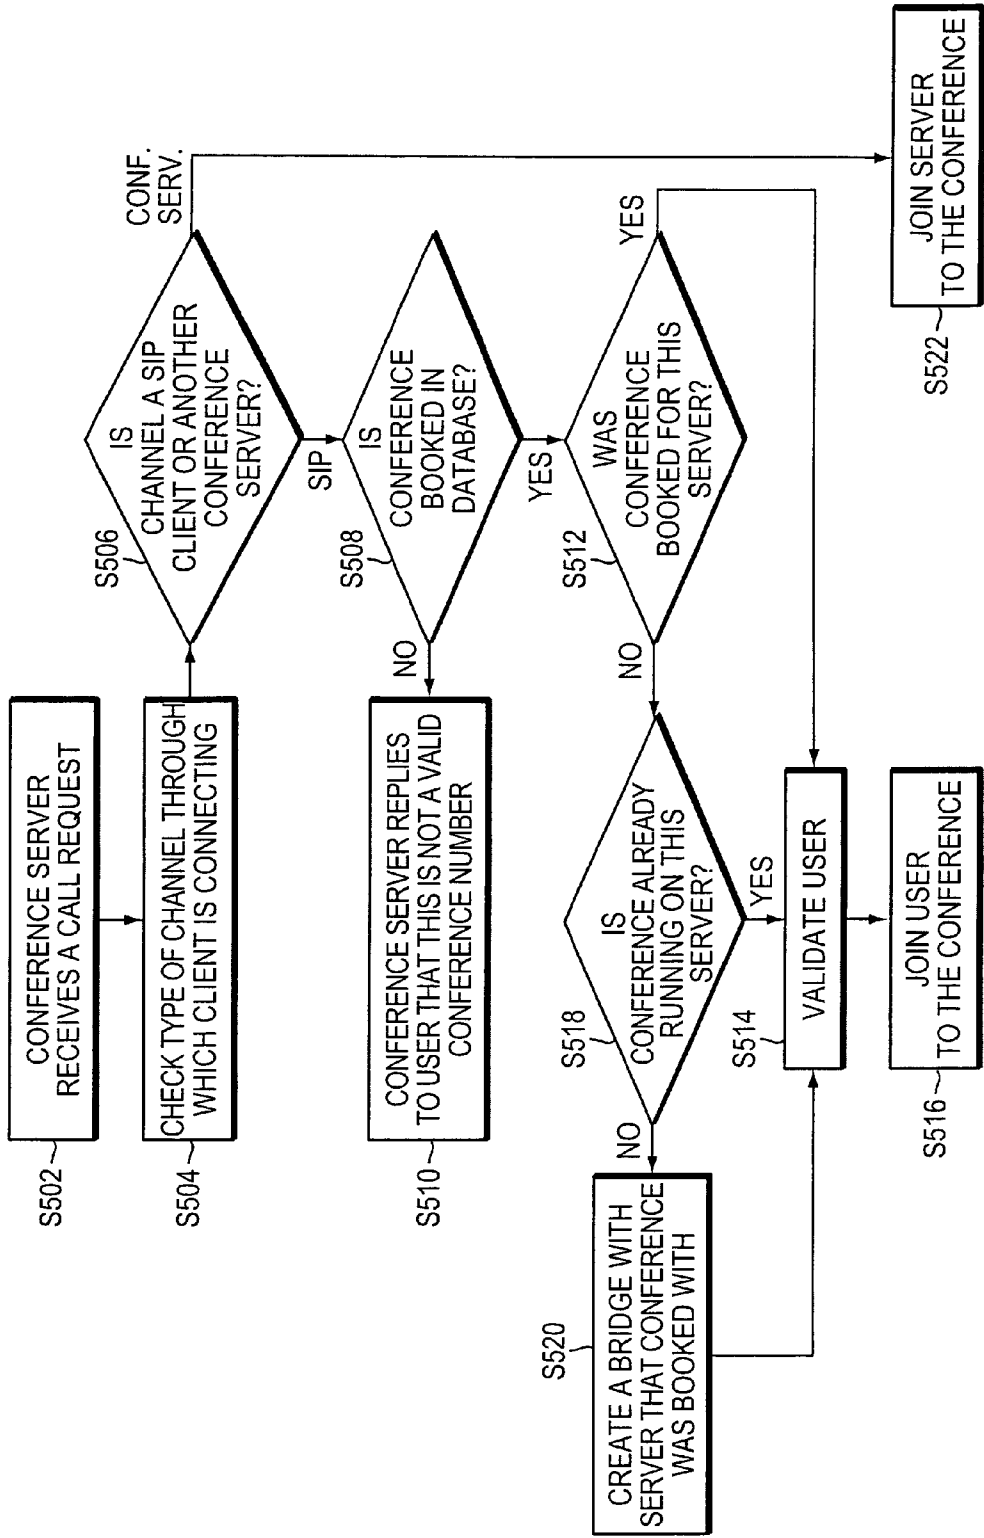 S502
CONFERENCE SERVER
RECEIVES A CALL REQUEST
S504
CHECK TYPE OF CHANNEL THROUGH
WHICH CLIENT IS CONNECTING
S506
IS
CHANNEL A SIP
CLIENT OR ANOTHER
CONFERENCE
SERVER?
CONF.
SERV.
SIP
S508
IS
CONFERENCE
BOOKED IN
DATABASE?
NO
YES
S510
CONFERENCE SERVER REPLIES
TO USER THAT THIS IS NOT A VALID
CONFERENCE NUMBER
S512
WAS
CONFERENCE
BOOKED FOR THIS
SERVER?
YES
NO
S518
IS
CONFERENCE ALREADY
RUNNING ON THIS
SERVER?
YES
NO
S520
CREATE A BRIDGE WITH
SERVER THAT CONFERENCE
WAS BOOKED WITH
S514
VALIDATE USER
S516
JOIN USER
TO THE CONFERENCE
S522
JOIN SERVER
TO THE CONFERENCE